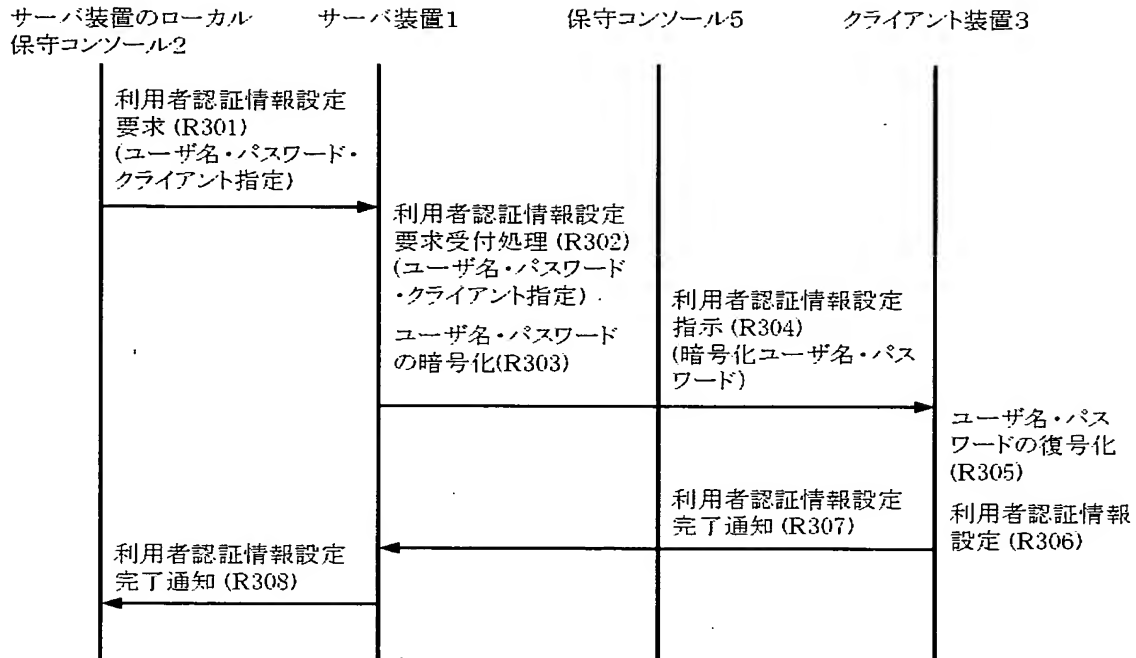 サーバ装置のローカル
保守コンソール2
サーバ装置1
保守コンソール5
クライアント装置3
利用者認証情報設定
要求 (R301)
(ユーザ名・パスワード・
クライアント指定)
利用者認証情報設定
要求受付処理 (R302)
(ユーザ名・パスワード
・クライアント指定)
ユーザ名・パスワード
の暗号化(R303)
利用者認証情報設定
指示 (R304)
(暗号化ユーザ名・パス
ワード)
ユーザ名・パス
ワードの復号化
(R305)
利用者認証情報
設定 (R306)
利用者認証情報設定
完了通知 (R307)
利用者認証情報設定
完了通知 (R308)